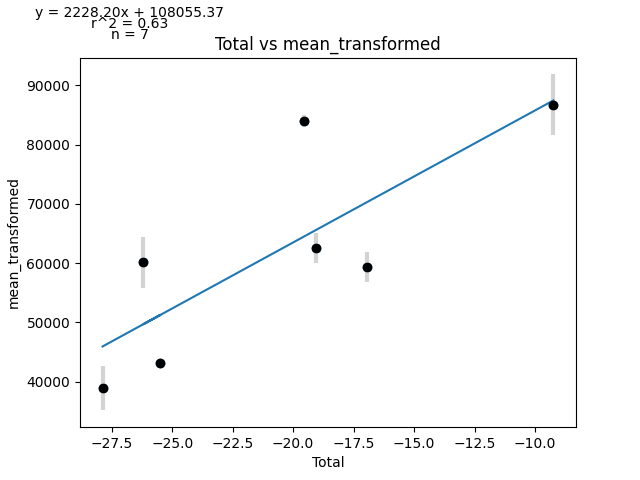 y = 2228.20x + 108055.37
r^2 = 0.63
n = 7
Total vs mean_transformed
90000
80000
70000
60000
50000
40000
mean_transformed
−27.5 −25.0 −22.5 −20.0 −17.5 −15.0 −12.5 −10.0
Total